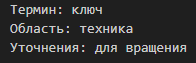 Термин: ключ
Область: техника
Уточнения: для вращения